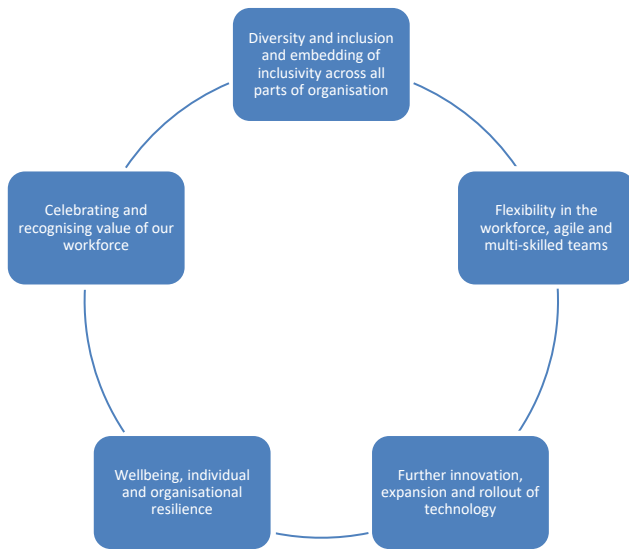 Diversity and inclusion
and embedding of
inclusivity across all
parts of organisation
Flexibility in the
workforce, agile and
multi-skilled teams
Further innovation,
expansion and rollout of
technology
Wellbeing, individual
and organisational
resilience
Celebrating and
recognising value of our
workforce